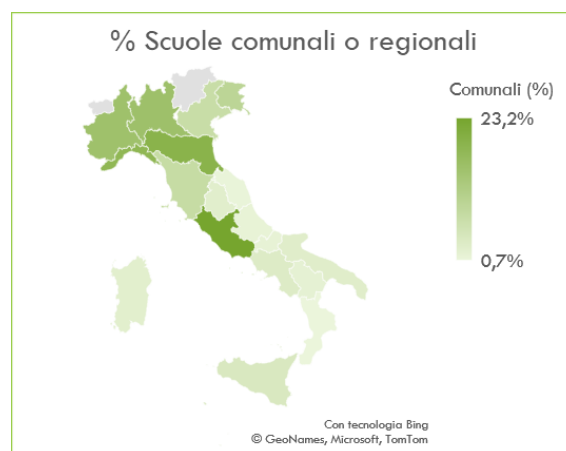 % Scuole comunali o regionali
Comunali (%)
23,2%
0,7%
Con tecnologia Bing
© GeoNames, Microsoft, TomTom